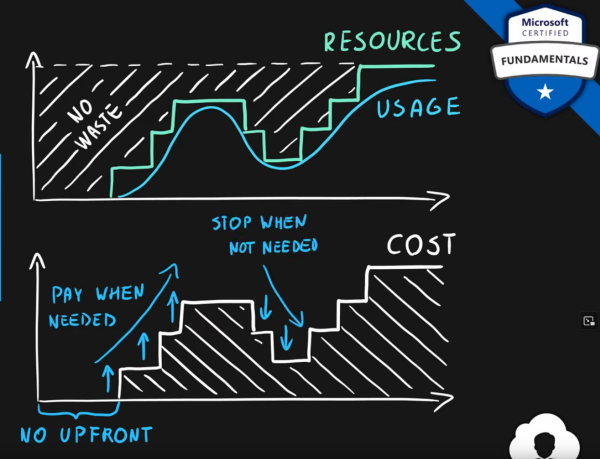 Microsoft
CERTIFIED
FUNDAMENTALS
RESOURCES
USAGE
NO
WASTE
STOP WHEN
NOT NEEDED
COST
PAY WHEN
NEEDED
NO UPFRONT